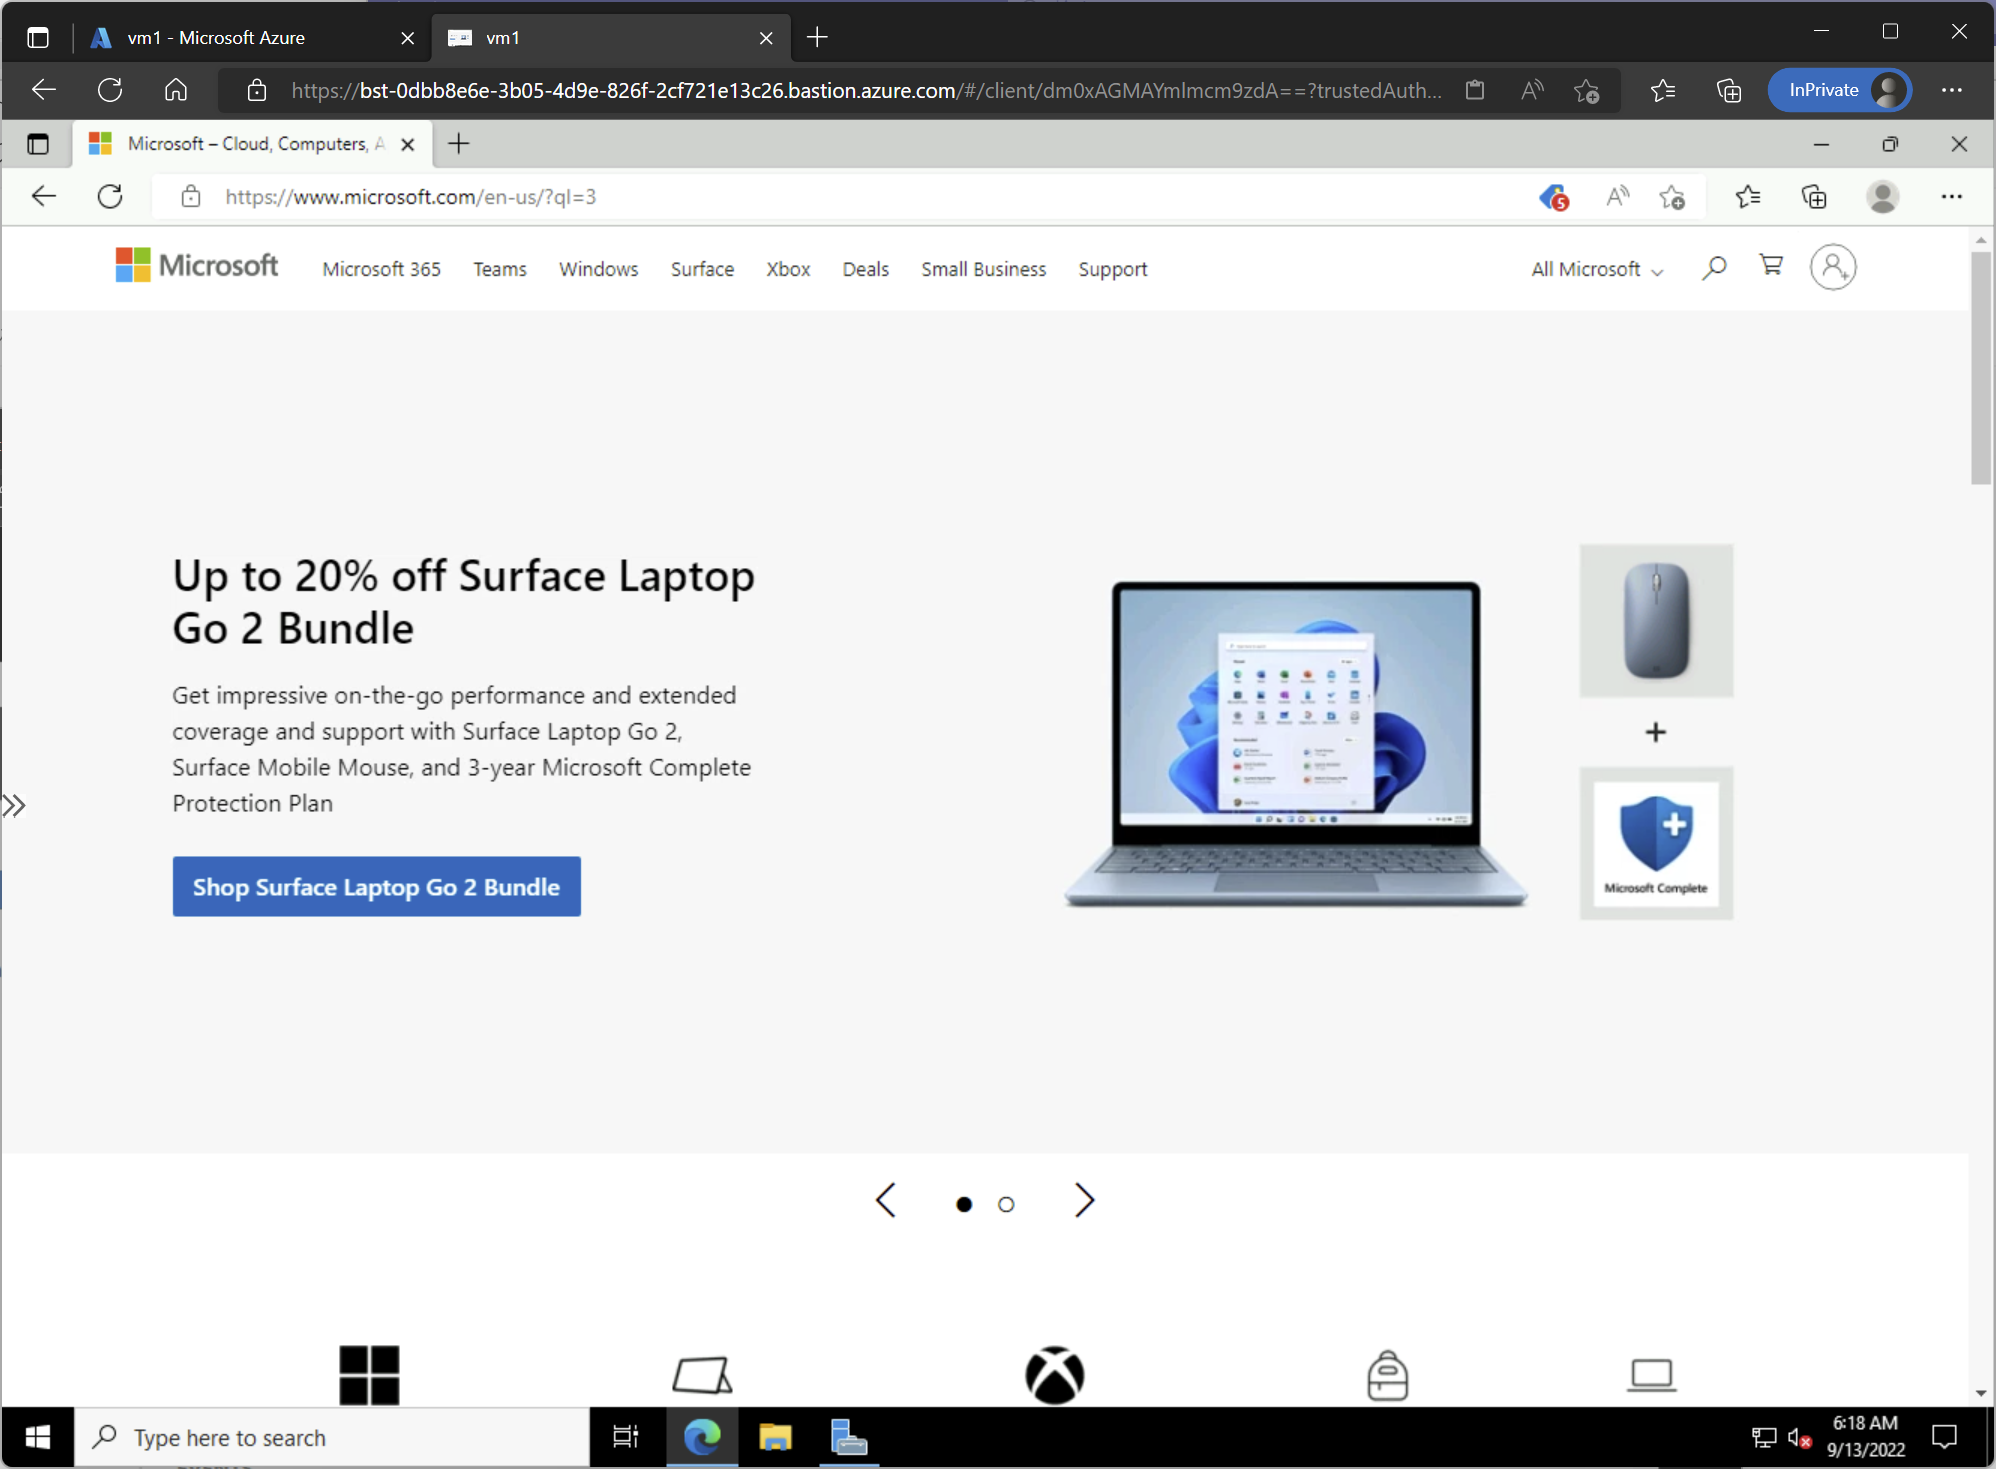 vm1 - Microsoft Azure
vm1
https://bst-0dbb8e6e-3b05-4d9e-826f-2cf721e13c26.bastion.azure.com/#/client/dm0xAGMAYmlmcm9zdA==?trustedAuth...
InPrivate
Microsoft – Cloud, Computers, A
https://www.microsoft.com/en-us/?ql=3
5
Microsoft
Microsoft 365
Teams
Windows
Surface
Xbox
Deals
Small Business
Support
All Microsoft
Up to 20% off Surface Laptop
Go 2 Bundle
Get impressive on-the-go performance and extended
coverage and support with Surface Laptop Go 2,
Surface Mobile Mouse, and 3-year Microsoft Complete
Protection Plan
Shop Surface Laptop Go 2 Bundle
+
Microsoft Complete
Type here to search
6:18 AM
9/13/2022